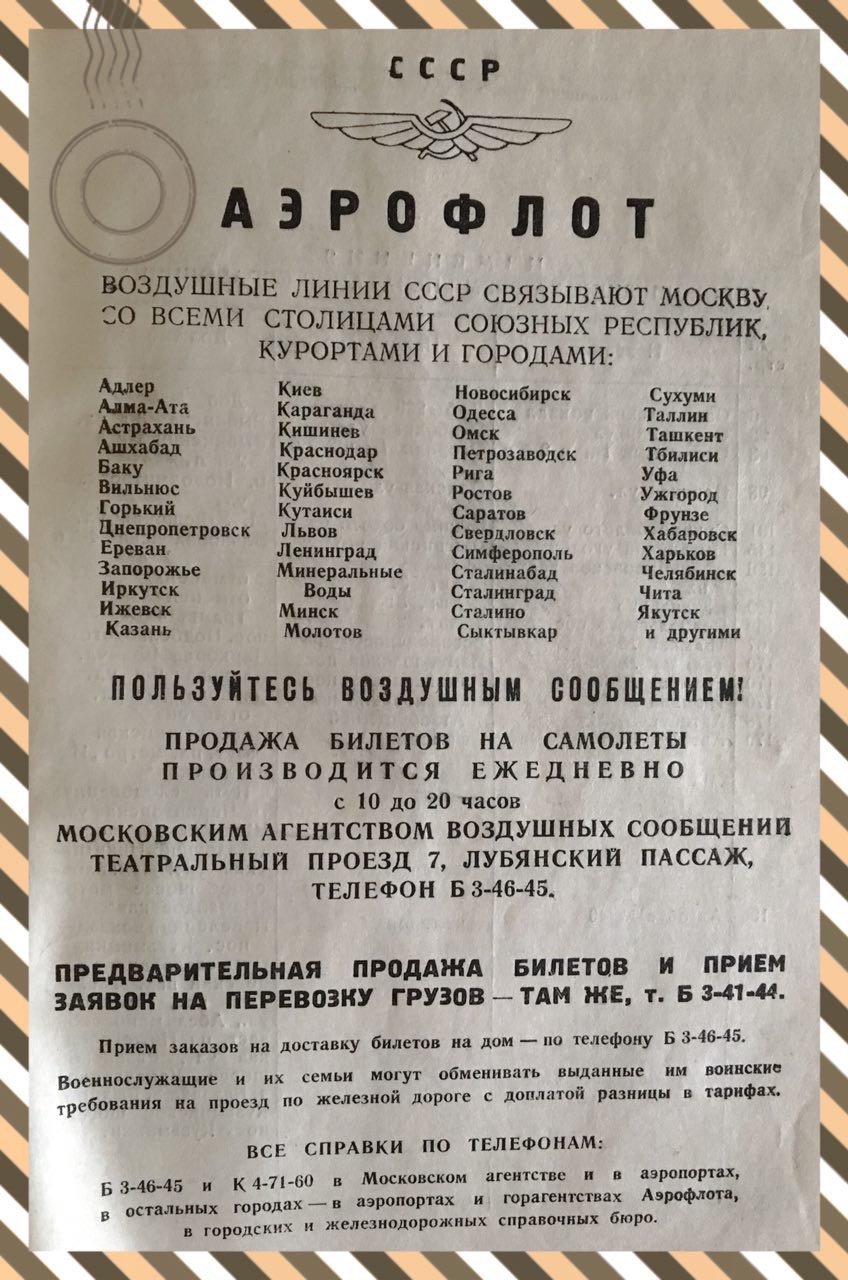 СССР
АЭРОФЛОТ
ВОЗДУШНЫЕ ЛИНИИ СССР СВЯЗЫВАЮТ МОСКВУ
СО ВСЕМИ СТОЛИЦАМИ СОЮЗНЫХ РЕСПУБЛИК,
КУРОРТАМИ И ГОРОДАМИ:
Адлер
Алма-Ата
Астрахань
Ашхабад
Баку
Вильнюс
Горький
Днепропетровск
Ереван
Запорожье
Иркутск
Ижевск
Казань
Киев
Караганда
Кишинев
Краснодар
Красноярск
Куйбышев
Кутаиси
Львов
Ленинград
Минеральные
Воды
Минск
Молотов
Новосибирск
Одесса
Омск
Петрозаводск
Рига
Ростов
Саратов
Свердловск
Симферополь
Сталинабад
Сталинград
Сталино
Сыктывкар
Сухуми
Таллин
Ташкент
Тбилиси
Уфа
Ужгород
Фрунзе
Хабаровск
Харьков
Челябинск
Чита
Якутск
и другими
ПОЛЬЗУЙТЕСЬ ВОЗДУШНЫМ СООБЩЕНИЕМ!
ПРОДАЖА БИЛЕТОВ НА САМОЛЕТЫ
ПРОИЗВОДИТСЯ ЕЖЕДНЕВНО
с 10 до 20 часов
МОСКОВСКИМ АГЕНТСТВОМ ВОЗДУШНЫХ СООБЩЕНИЙ
ТЕАТРАЛЬНЫЙ ПРОЕЗД 7, ЛУБЯНСКИЙ ПАССАЖ,
ТЕЛЕФОН Б 3-46-45.
ПРЕДВАРИТЕЛЬНАЯ ПРОДАЖА БИЛЕТОВ И ПРИЕМ
ЗАЯВОК НА ПЕРЕВОЗКУ ГРУЗОВ — ТАМ ЖЕ, т. Б 3-41-44.
Прием заказов на доставку билетов на дом — по телефону Б 3-46-45.
Военнослужащие и их семьи могут обменивать выданные им воинские
требования на проезд по железной дороге с доплатой разницы в тарифах.
ВСЕ СПРАВКИ ПО ТЕЛЕФОНАМ:
Б 3-46-45 и К 4-71-60 в Московском агентстве и в аэропортах,
в остальных городах — в аэропортах и горагентствах Аэрофлота,
в городских и железнодорожных справочных бюро.